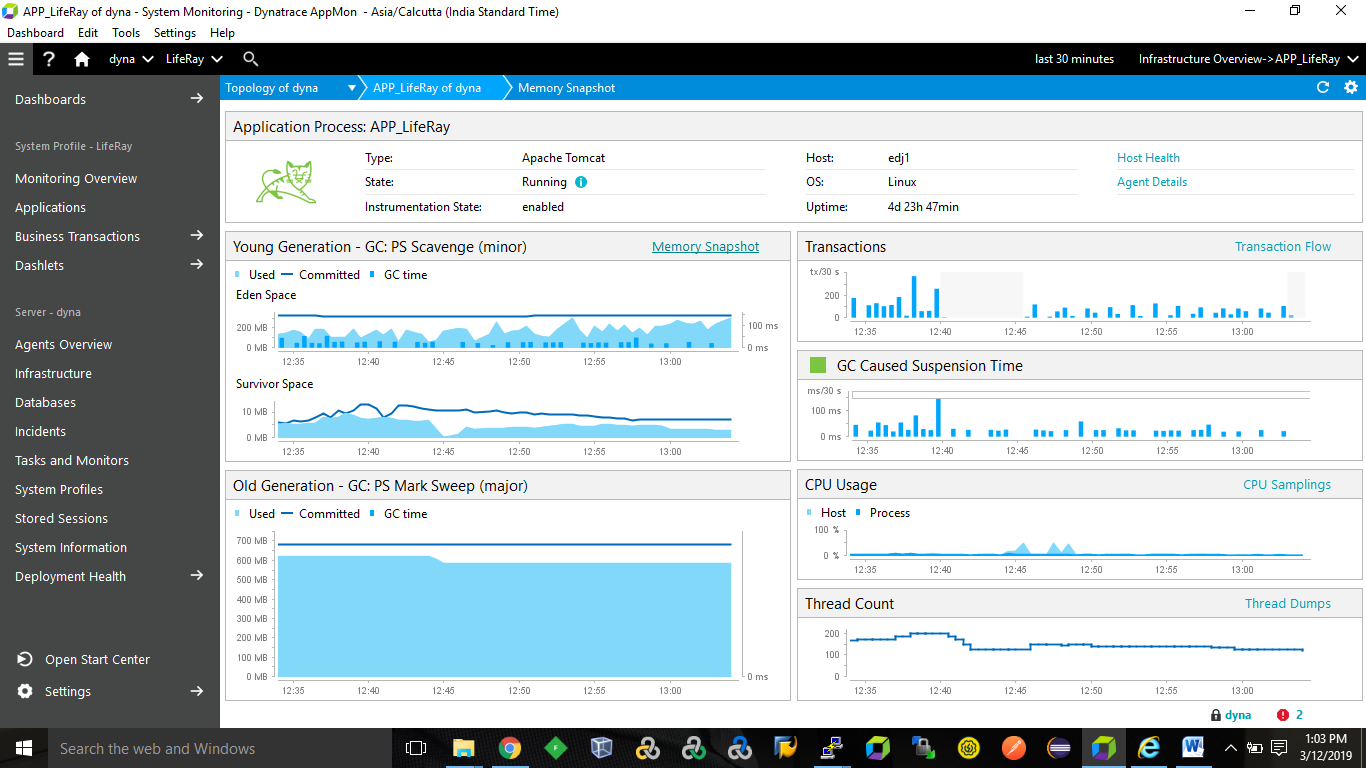 APP_LifeRay of dyna - System Monitoring - Dynatrace AppMon - Asia/Calcutta (India Standard Time)
Dashboard Edit Tools Settings Help
dyna LifeRay last 30 minutes Infrastructure Overview->APP_LifeRay
Topology of dyna APP_LifeRay of dyna Memory Snapshot
Dashboards
System Profile - LifeRay
Monitoring Overview
Applications
Business Transactions
Dashlets
Server - dyna
Agents Overview
Infrastructure
Databases
Incidents
Tasks and Monitors
System Profiles
Stored Sessions
System Information
Deployment Health
Open Start Center
Settings
Application Process: APP_LifeRay
Type: Apache Tomcat Host: edj1 Host Health
State: Running OS: Linux Agent Details
Instrumentation State: enabled Uptime: 4d 23h 47min
Young Generation - GC: PS Scavenge (minor) Memory Snapshot
Used Committed GC time
Eden Space
200 MB 100 ms
0 MB 0 ms
12:35 12:40 12:45 12:50 12:55 13:00
Survivor Space
10 MB
0 MB
12:35 12:40 12:45 12:50 12:55 13:00
Old Generation - GC: PS Mark Sweep (major)
Used Committed GC time
700 MB
600 MB
500 MB
400 MB
300 MB
200 MB
100 MB
0 MB 0 ms
12:35 12:40 12:45 12:50 12:55 13:00
Transactions Transaction Flow
tx/30 s
200
0
12:35 12:40 12:45 12:50 12:55 13:00
GC Caused Suspension Time
ms/30 s
100 ms
0 ms
12:35 12:40 12:45 12:50 12:55 13:00
CPU Usage CPU Samplings
Host Process
100 %
0 %
12:35 12:40 12:45 12:50 12:55 13:00
Thread Count Thread Dumps
200
100
0
12:35 12:40 12:45 12:50 12:55 13:00
dyna 2
Search the web and Windows
1:03 PM
3/12/2019